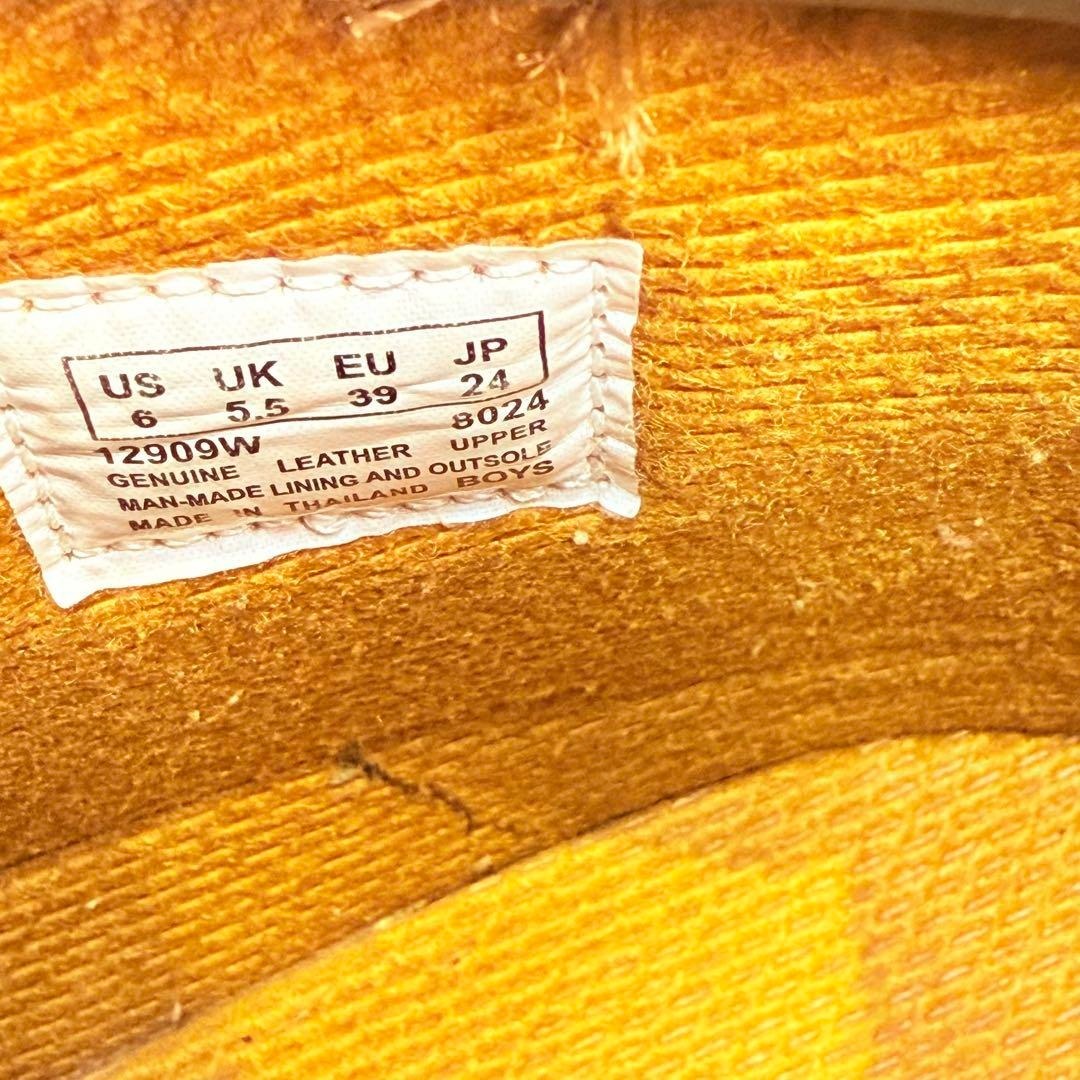 US UK EU JP
6 5.5 39 24
12909W 8024
GENUINE LEATHER UPPER
MAN-MADE LINING AND OUTSOLE
MADE IN THAILAND BOYS